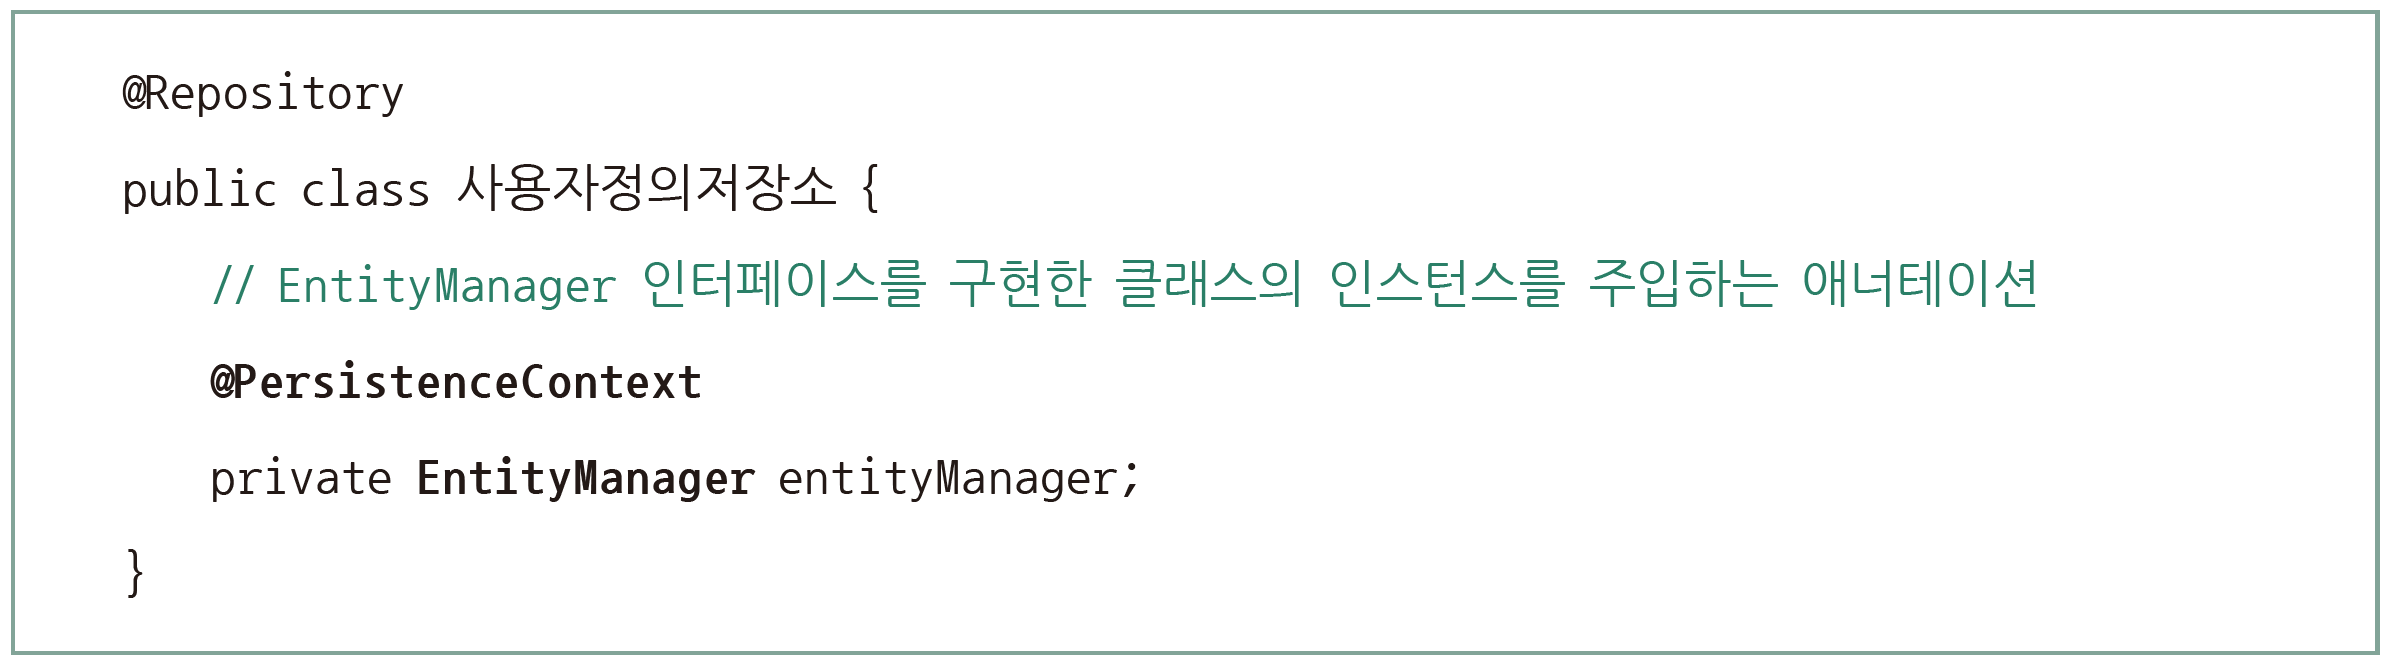 @Repository
public class 사용자정의저장소 {
// EntityManager 인터페이스를 구현한 클래스의 인스턴스를 주입하는 애너테이션
@PersistenceContext
private EntityManager entityManager;
}